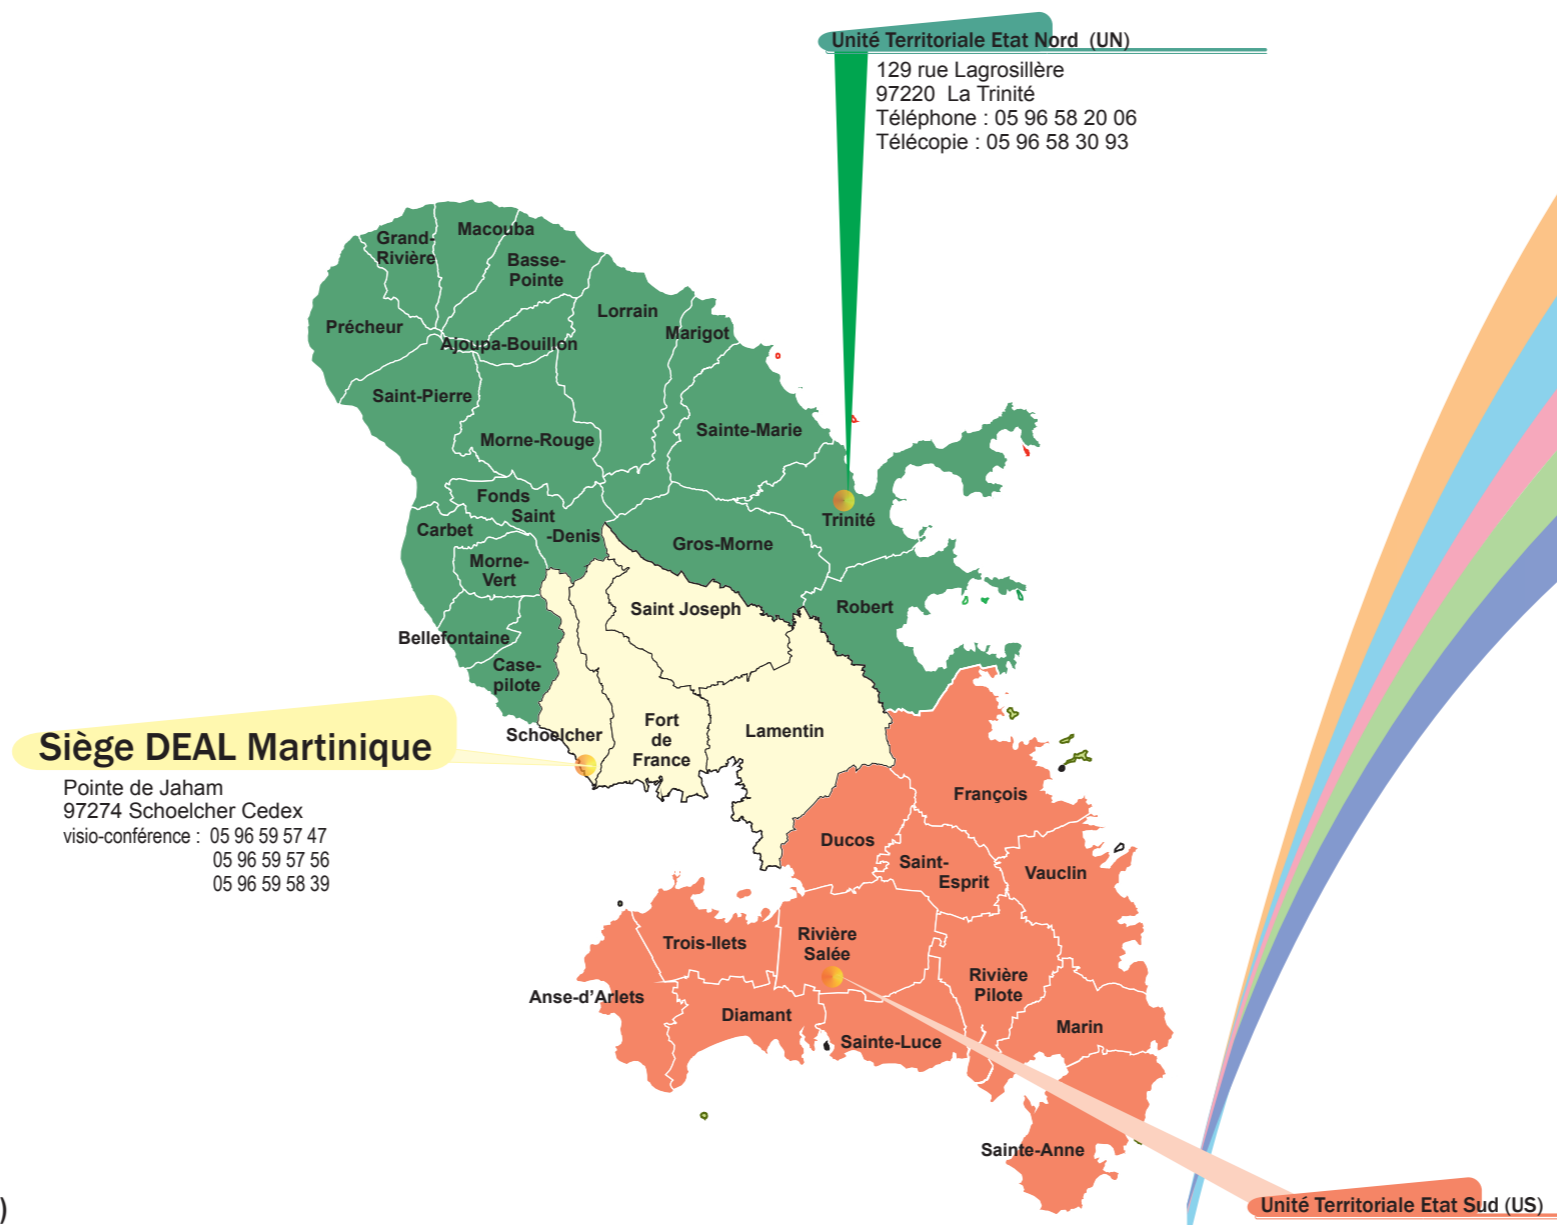 Unité Territoriale Etat Nord (UN)
129 rue Lagrosillère
97220 La Trinité
Téléphone : 05 96 58 20 06
Télécopie : 05 96 58 30 93
Macouba
Grand-
Rivière
Basse-
Pointe
Lorrain
Précheur
Marigot
Ajoupa-Bouillon
Saint-Pierre
Sainte-Marie
Morne-Rouge
Fonds
Saint
-Denis
Trinité
Carbet
Gros-Morne
Morne-
Vert
Saint Joseph
Robert
Bellefontaine
Case-
pilote
Schoelcher
Fort
de
France
Lamentin
Siège DEAL Martinique
Pointe de Jaham
97274 Schoelcher Cedex
visio-conférence : 05 96 59 57 47
05 96 59 57 56
05 96 59 58 39
François
Ducos
Saint-
Esprit
Vauclin
Trois-Ilets
Rivière
Salée
Rivière
Pilote
Anse-d'Arlets
Diamant
Marin
Sainte-Luce
Sainte-Anne
Unité Territoriale Etat Sud (US)
)